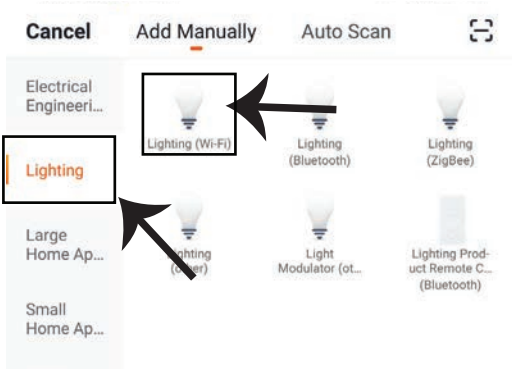 Cancel
Add Manually
Auto Scan
Electrical
Engineeri...
Lighting
Large
Home Ap...
Small
Home Ap...
Lighting (Wi-Fi)
Lighting
(Bluetooth)
Lighting
(ZigBee)
Lighting
(other)
Light
Modulator (ot...
Lighting Prod-
uct Remote C...
(Bluetooth)